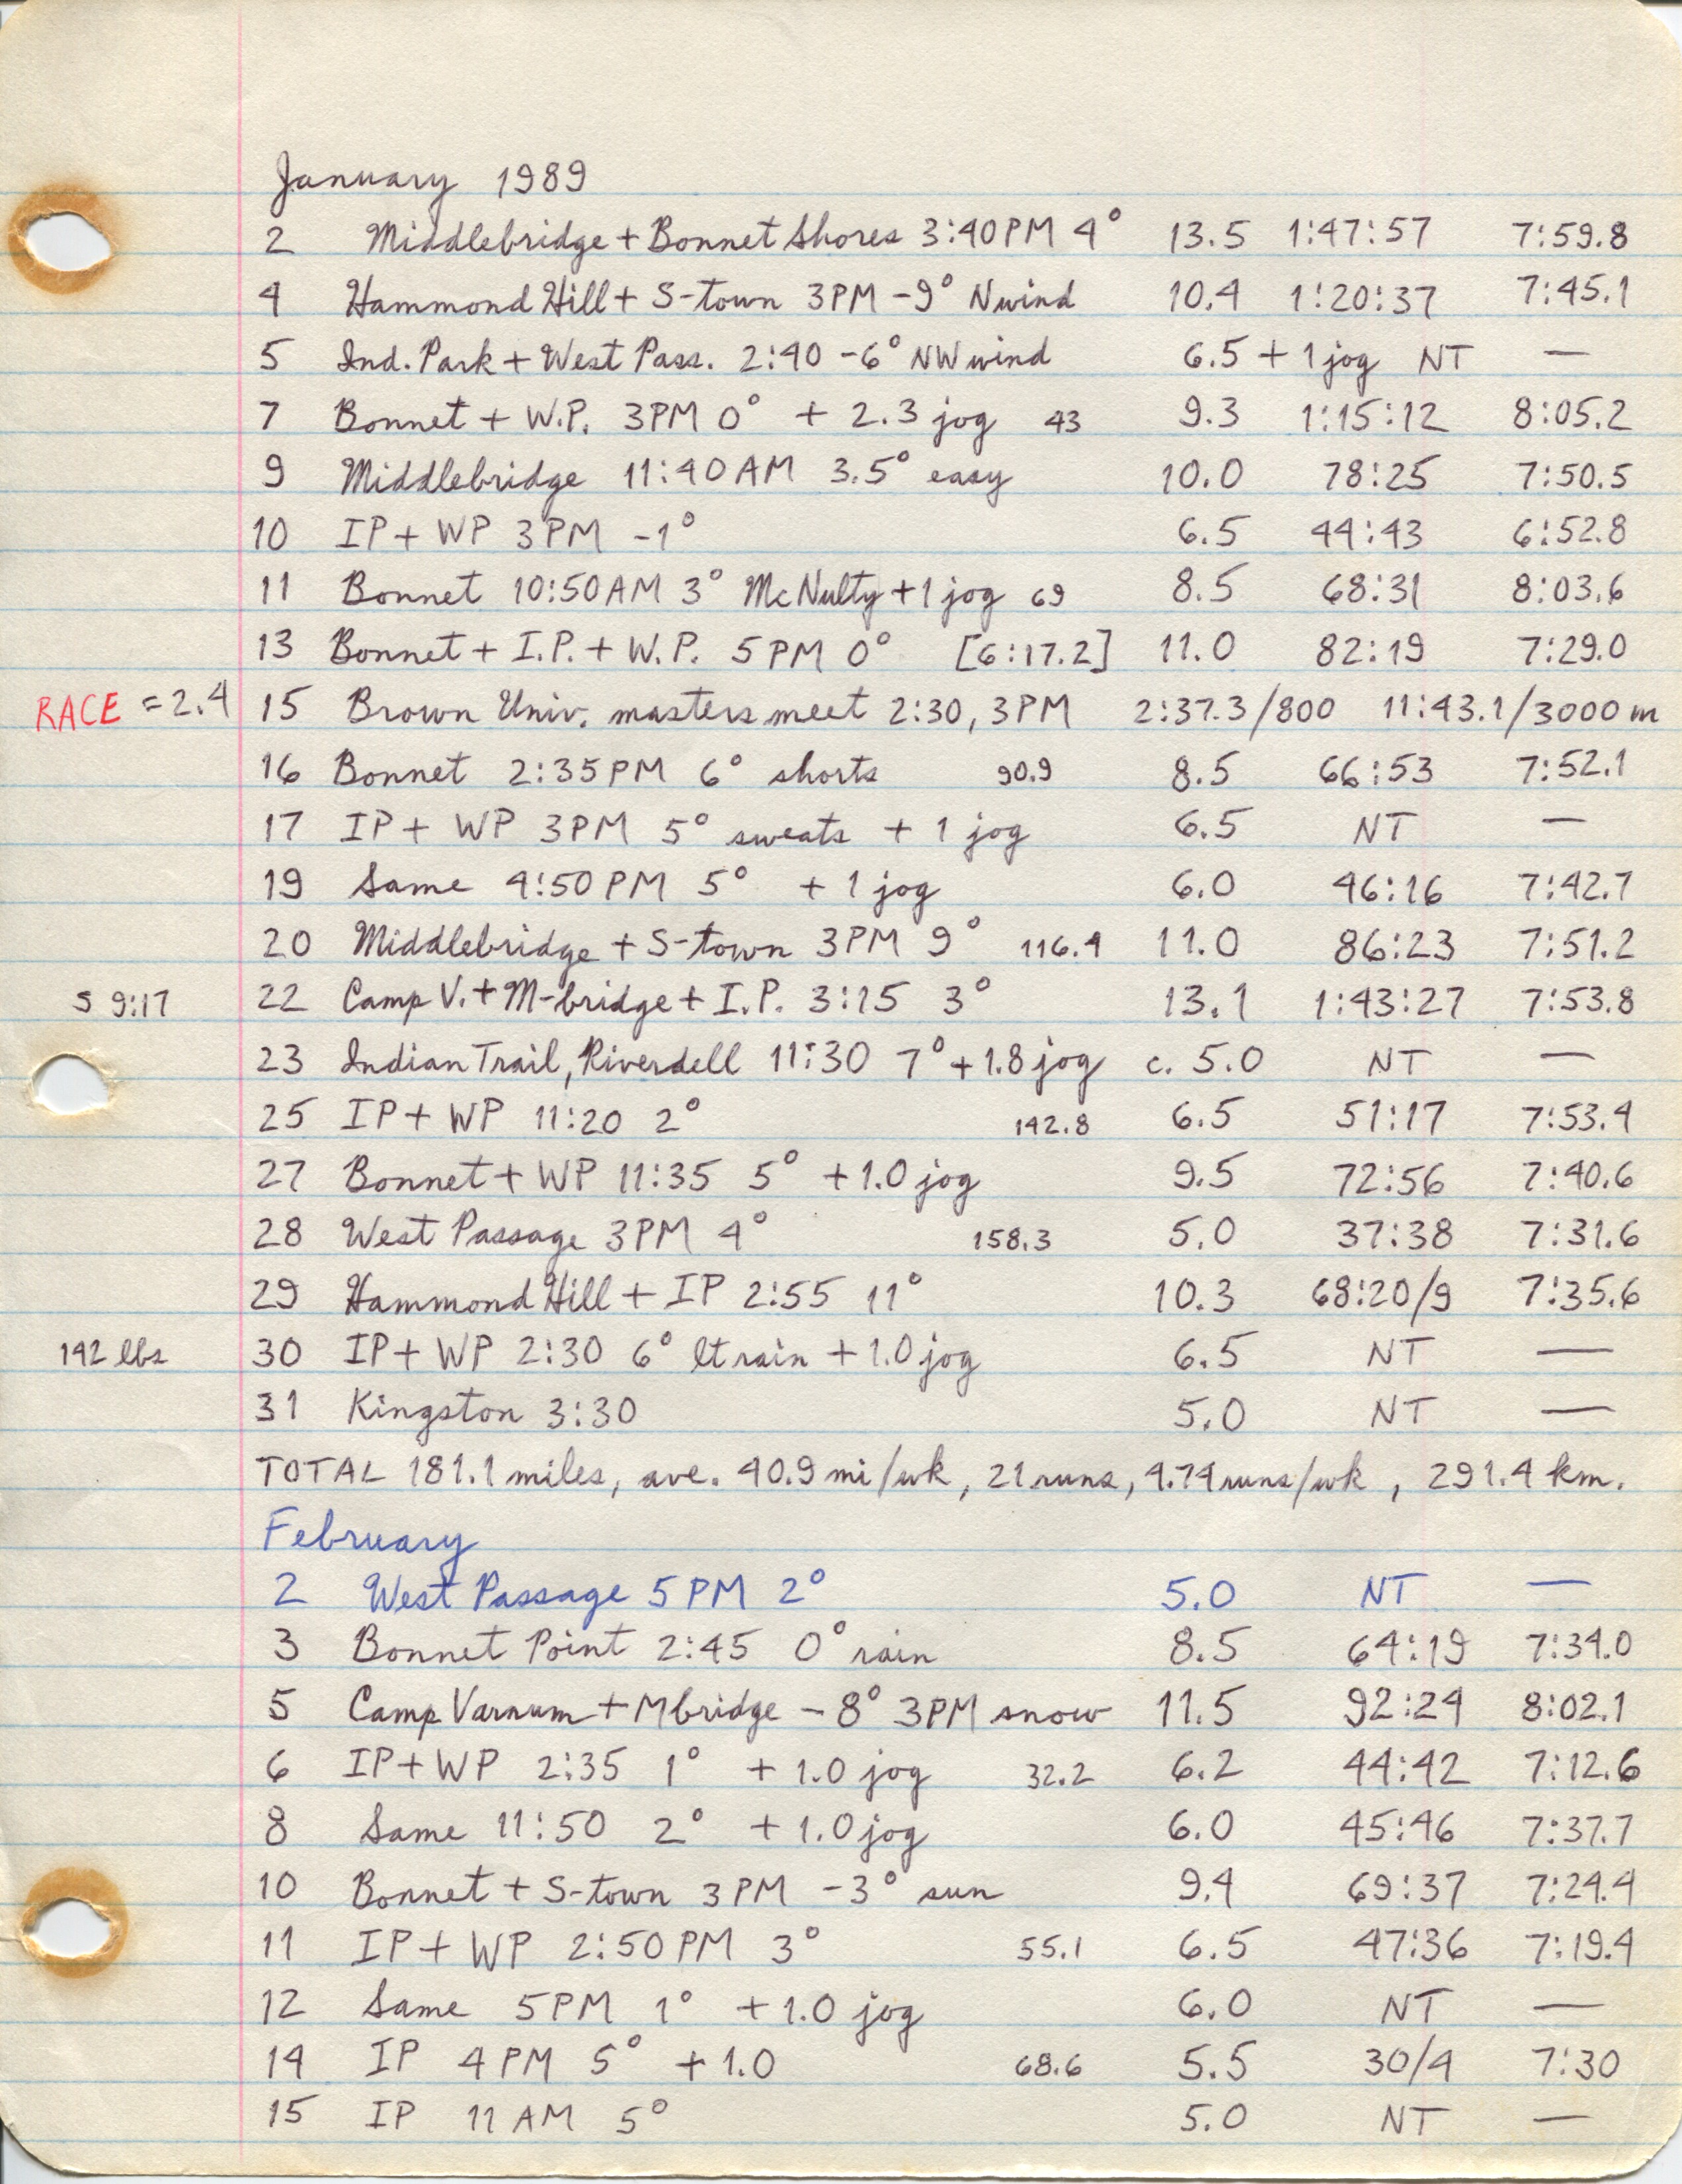 January 1989
2 Middlebridge + Bonnet Shores 3:40PM 4° 13.5 1:47:57 7:59.8
4 Hammond Hill + S-town 3PM -9° N wind 10.4 1:20:37 7:45.1
5 Ind. Park + West Pass. 2:40 -6° NW wind 6.5 + 1 jog NT —
7 Bonnet + W.P. 3PM 0° + 2.3 jog 43 9.3 1:15:12 8:05.2
9 Middlebridge 11:40AM 3.5° easy 10.0 78:25 7:50.5
10 IP + WP 3PM -1° 6.5 44:43 6:52.8
11 Bonnet 10:50AM 3° McNulty + 1 jog 69 8.5 68:31 8:03.6
13 Bonnet + I.P. + W.P. 5PM 0° [6:17.2] 11.0 82:19 7:29.0
RACE = 2.4 15 Brown Univ. masters meet 2:30, 3PM 2:37.3/800 11:43.1/3000 m
16 Bonnet 2:35PM 6° shorts 90.9 8.5 66:53 7:52.1
17 IP + WP 3PM 5° sweats + 1 jog 6.5 NT —
19 Same 4:50PM 5° + 1 jog 6.0 46:16 7:42.7
20 Middlebridge + S-town 3PM 9° 116.4 11.0 86:23 7:51.2
S 9:17 22 Camp V. + M-bridge + I.P. 3:15 3° 13.1 1:43:27 7:53.8
23 Indian Trail, Riverdell 11:30 7° + 1.8 jog c. 5.0 NT —
25 IP + WP 11:20 2° 142.8 6.5 51:17 7:53.4
27 Bonnet + WP 11:35 5° + 1.0 jog 9.5 72:56 7:40.6
28 West Passage 3PM 4° 158.3 5.0 37:38 7:31.6
29 Hammond Hill + IP 2:55 11° 10.3 68:20/9 7:35.6
142 lbs 30 IP + WP 2:30 6° lt rain + 1.0 jog 6.5 NT —
31 Kingston 3:30 5.0 NT —
TOTAL 181.1 miles, ave. 40.9 mi/wk, 21 runs, 4.74 runs/wk, 291.4 km.
February
2 West Passage 5PM 2° 5.0 NT —
3 Bonnet Point 2:45 0° rain 8.5 64:19 7:34.0
5 Camp Varnum + Mbridge -8° 3PM snow 11.5 92:24 8:02.1
6 IP + WP 2:35 1° + 1.0 jog 32.2 6.2 44:42 7:12.6
8 Same 11:50 2° + 1.0 jog 6.0 45:46 7:37.7
10 Bonnet + S-town 3PM -3° sun 9.4 69:37 7:24.4
11 IP + WP 2:50PM 3° 55.1 6.5 47:36 7:19.4
12 Same 5PM 1° + 1.0 jog 6.0 NT —
14 IP 4PM 5° + 1.0 68.6 5.5 30/4 7:30
15 IP 11AM 5° 5.0 NT —